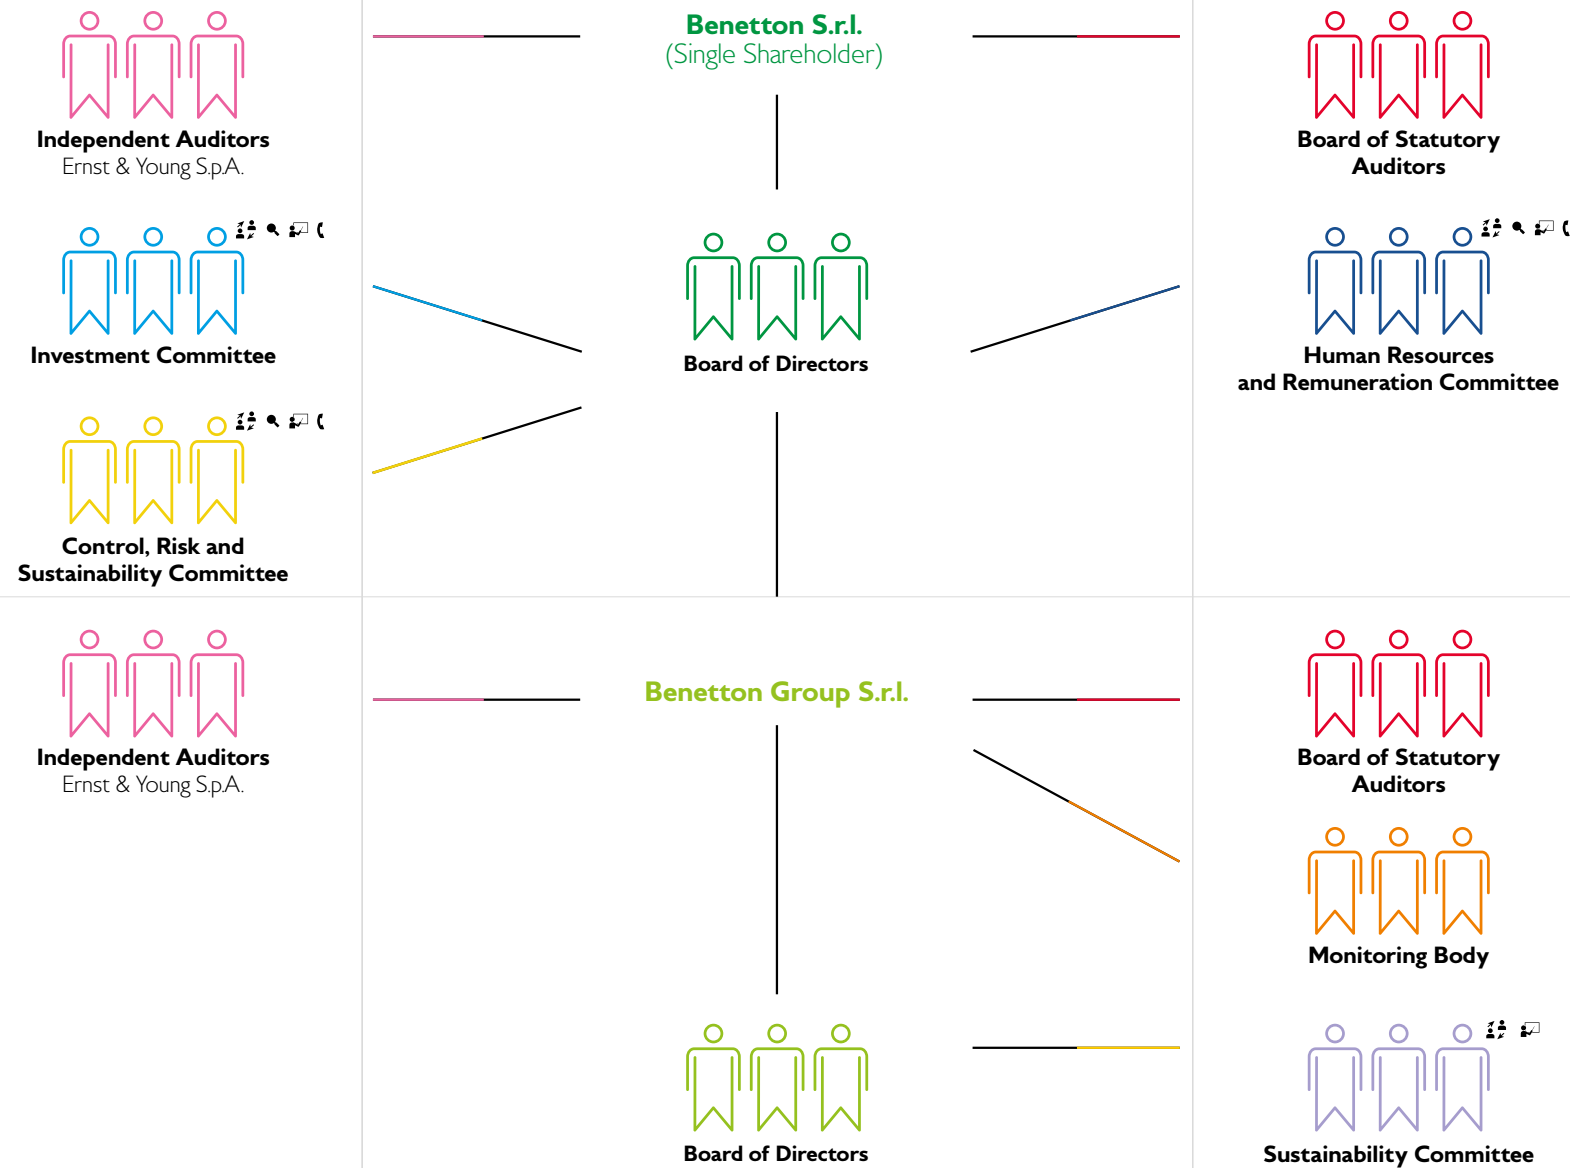 Benetton S.r.l.
(Single Shareholder)
Independent Auditors
Ernst & Young S.p.A.
Board of Statutory
Auditors
Investment Committee
Board of Directors
Human Resources
and Remuneration Committee
Control, Risk and
Sustainability Committee
Benetton Group S.r.l.
Independent Auditors
Ernst & Young S.p.A.
Board of Statutory
Auditors
Monitoring Body
Board of Directors
Sustainability Committee